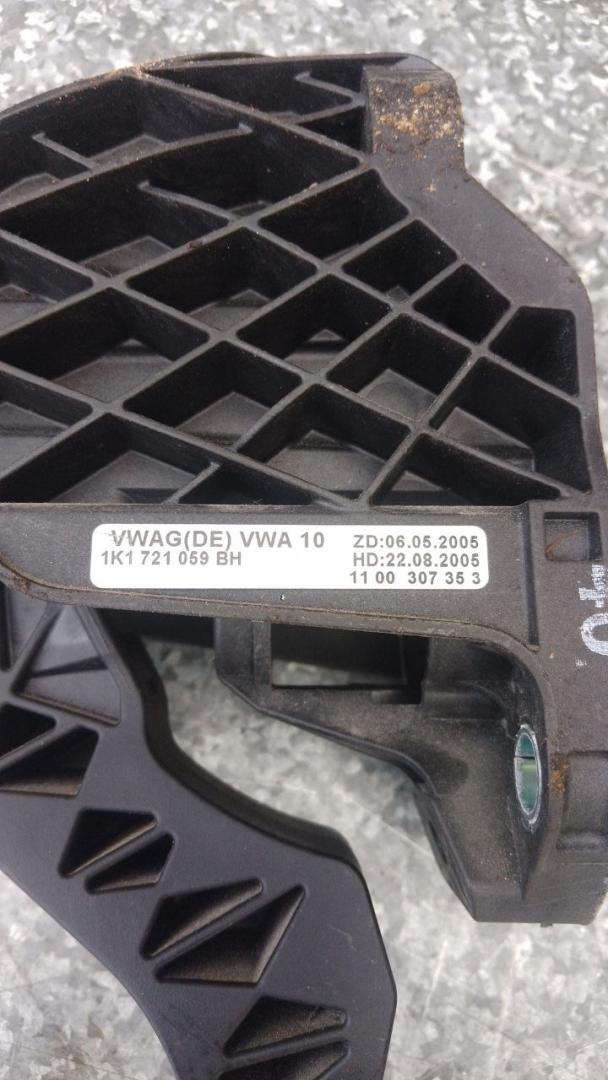 VWAG(DE) VWA 10 ZD:06.05.2005
1K1 721 059 BH HD:22.08.2005
11 00 307 35 3